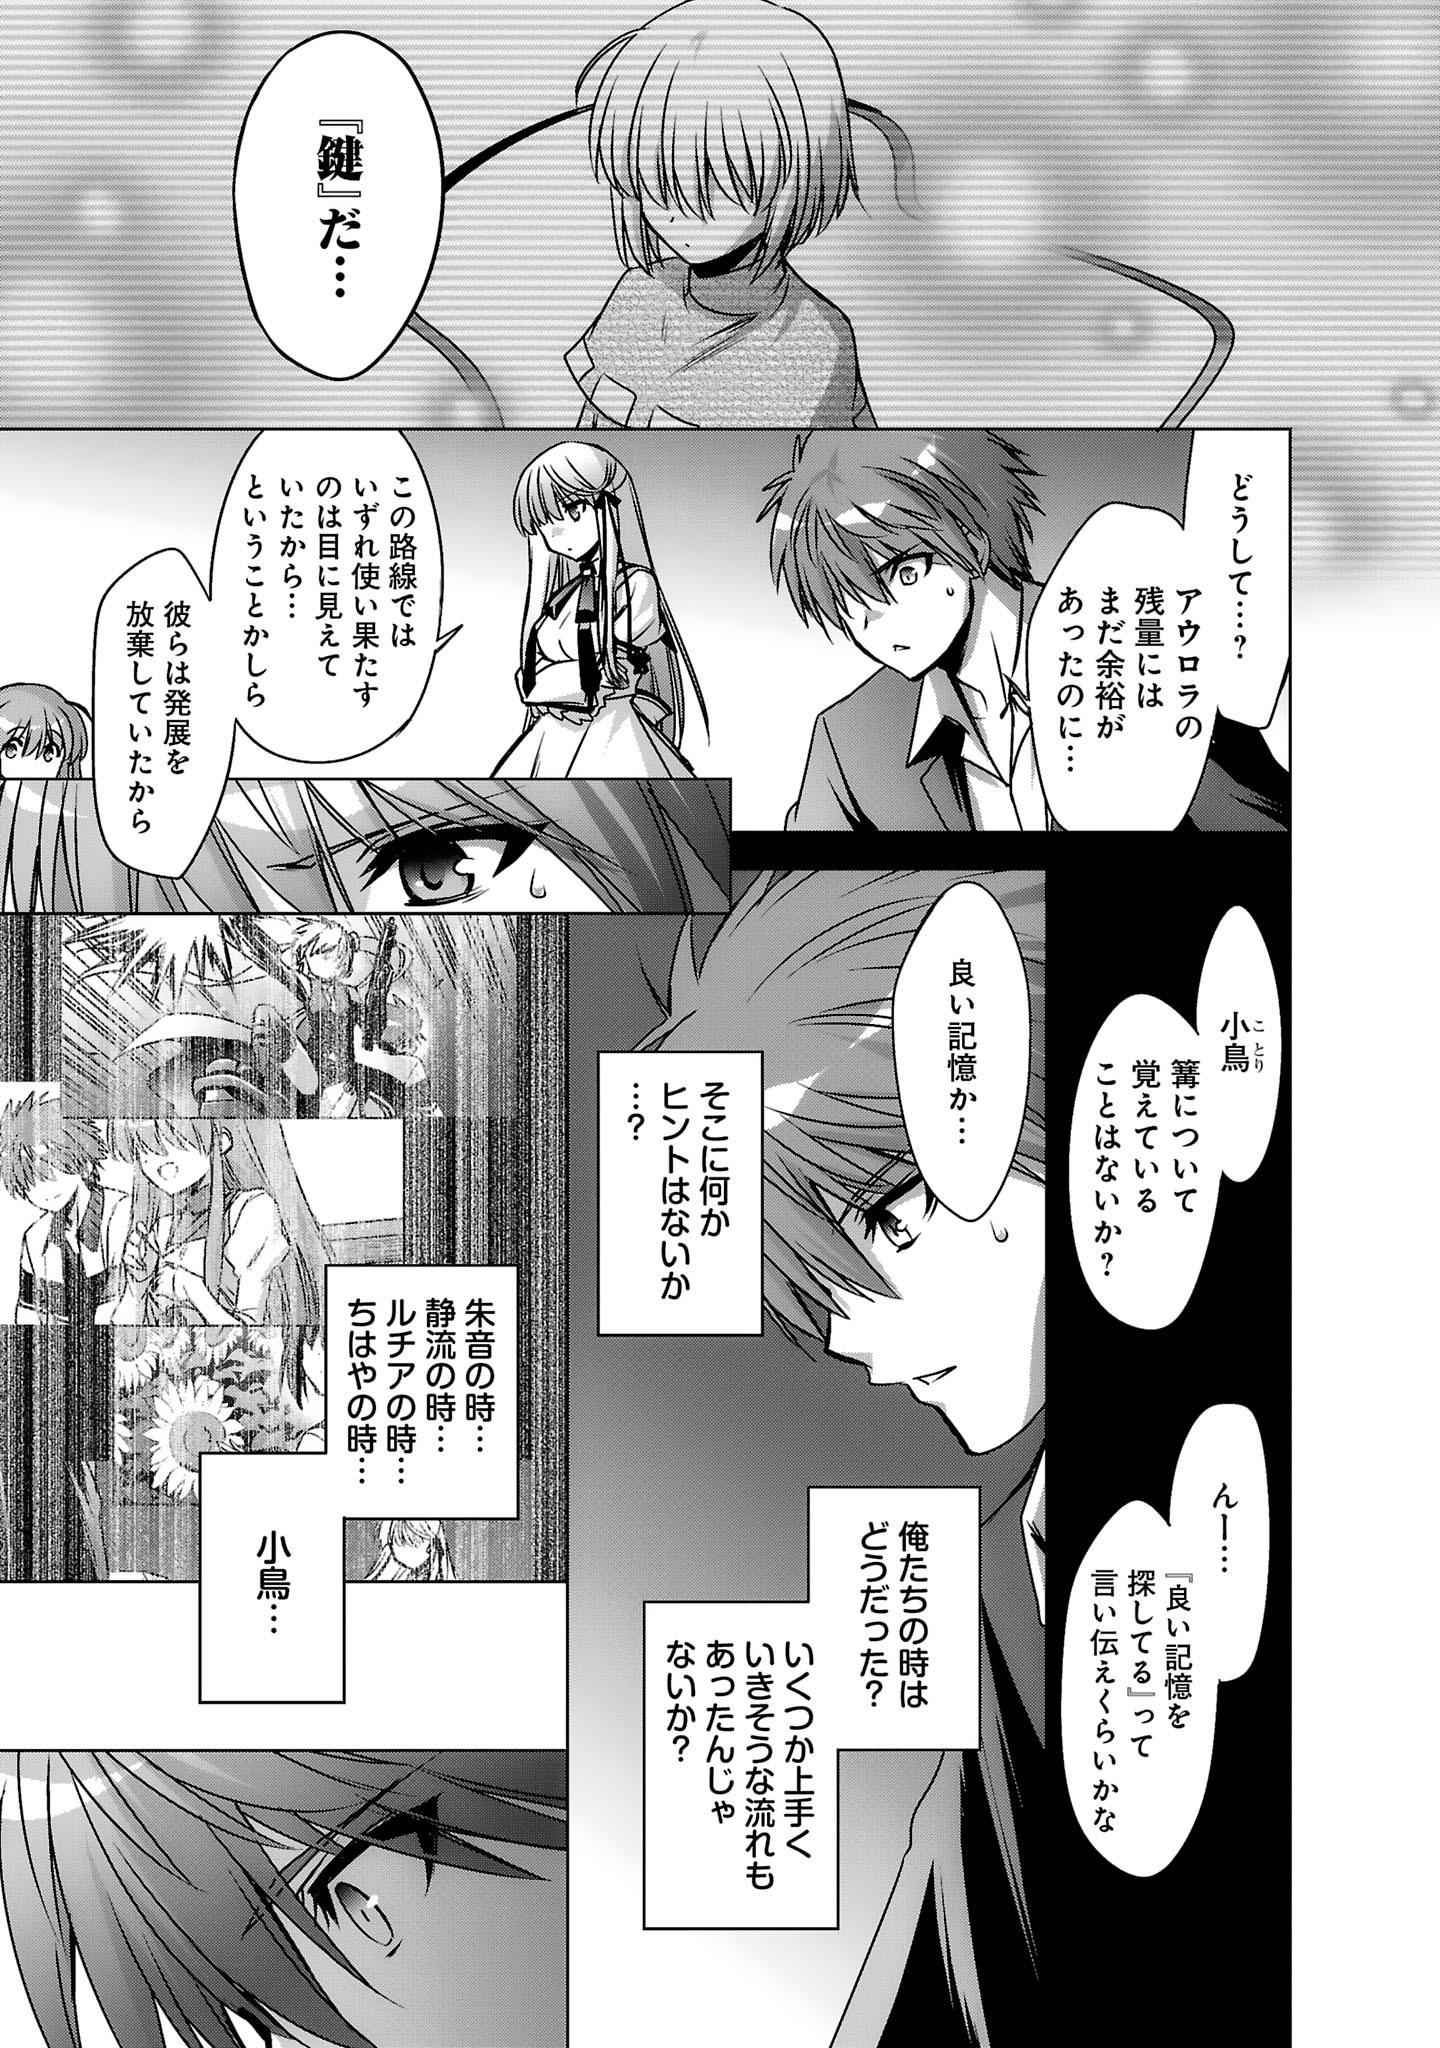 『鍵』だ…
どうして…？
アウロラの
残量には
まだ余裕が
あったのに…
この路線では
いずれ使い果たす
のは目に見えて
いたから…
ということかしら
彼らは発展を
放棄していたから
小鳥
ことり
篝について
覚えている
ことはないか？
んー…
『良い記憶を
探してる』って
言い伝えくらいかな
良い記憶か…
そこに何か
ヒントはないか
…？
俺たちの時は
どうだった？
いくつか上手く
いきそうな流れも
あったんじゃ
ないか？
朱音の時…
静流の時…
ルチアの時…
ちはやの時…
小鳥…